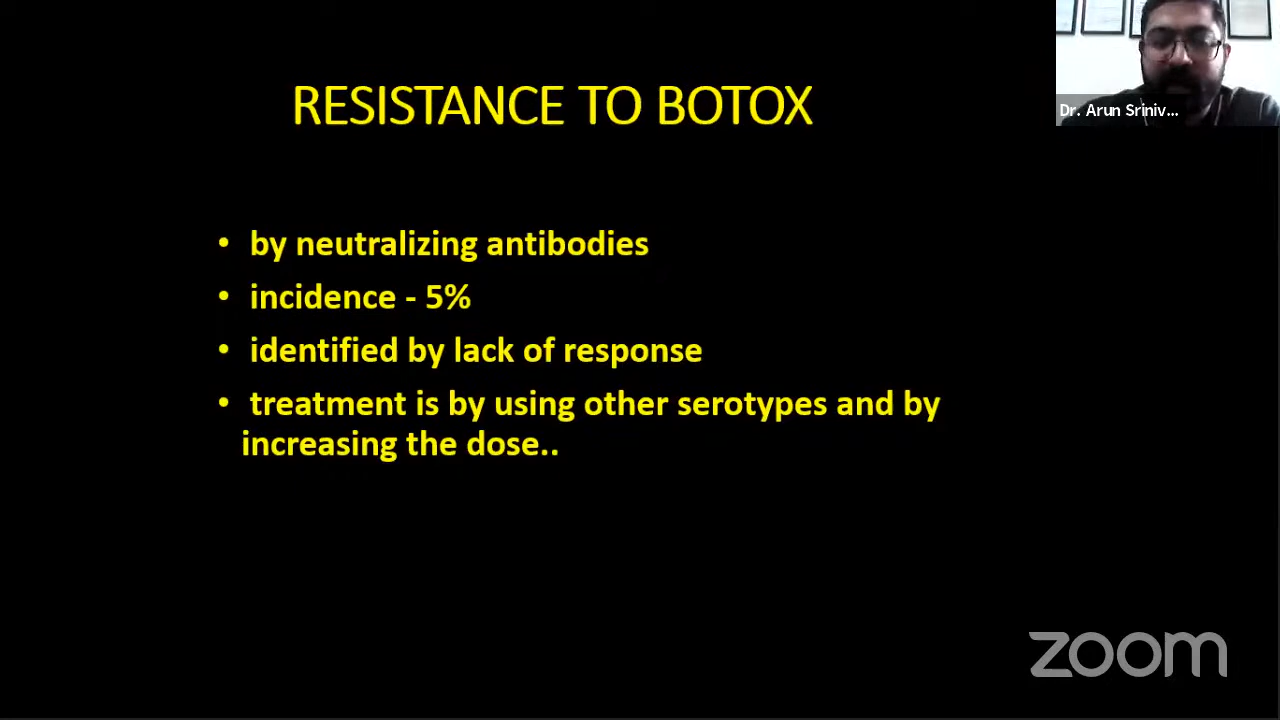 RESISTANCE TO BOTOX
Dr. Arun Sriniv...
• by neutralizing antibodies
• incidence - 5%
• identified by lack of response
• treatment is by using other serotypes and by
increasing the dose..
zoom